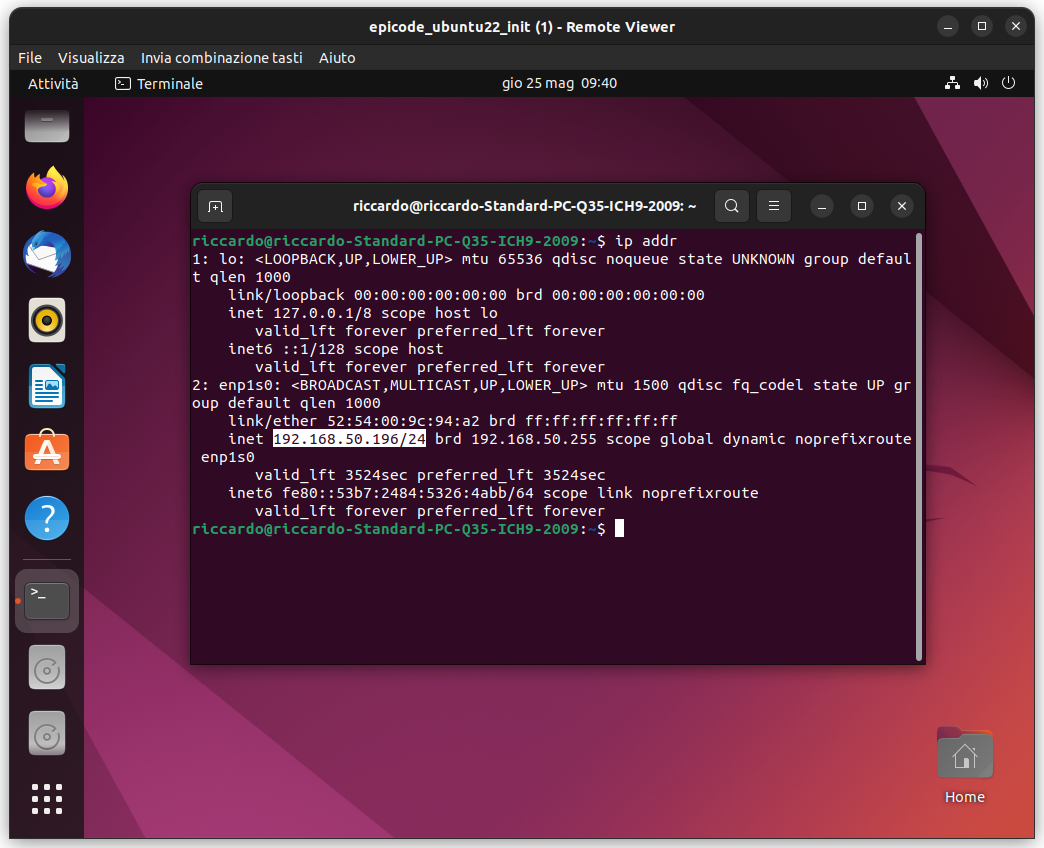 epicode_ubuntu22_init (1) - Remote Viewer
File Visualizza Invia combinazione tasti Aiuto
Attività Terminale gio 25 mag 09:40
riccardo@riccardo-Standard-PC-Q35-ICH9-2009: ~
riccardo@riccardo-Standard-PC-Q35-ICH9-2009:~$ ip addr
1: lo: <LOOPBACK,UP,LOWER_UP> mtu 65536 qdisc noqueue state UNKNOWN group defaul
t qlen 1000
    link/loopback 00:00:00:00:00:00 brd 00:00:00:00:00:00
    inet 127.0.0.1/8 scope host lo
       valid_lft forever preferred_lft forever
    inet6 ::1/128 scope host
       valid_lft forever preferred_lft forever
2: enp1s0: <BROADCAST,MULTICAST,UP,LOWER_UP> mtu 1500 qdisc fq_codel state UP gr
oup default qlen 1000
    link/ether 52:54:00:9c:94:a2 brd ff:ff:ff:ff:ff:ff
    inet 192.168.50.196/24 brd 192.168.50.255 scope global dynamic noprefixroute
 enp1s0
       valid_lft 3524sec preferred_lft 3524sec
    inet6 fe80::53b7:2484:5326:4abb/64 scope link noprefixroute
       valid_lft forever preferred_lft forever
riccardo@riccardo-Standard-PC-Q35-ICH9-2009:~$
Home